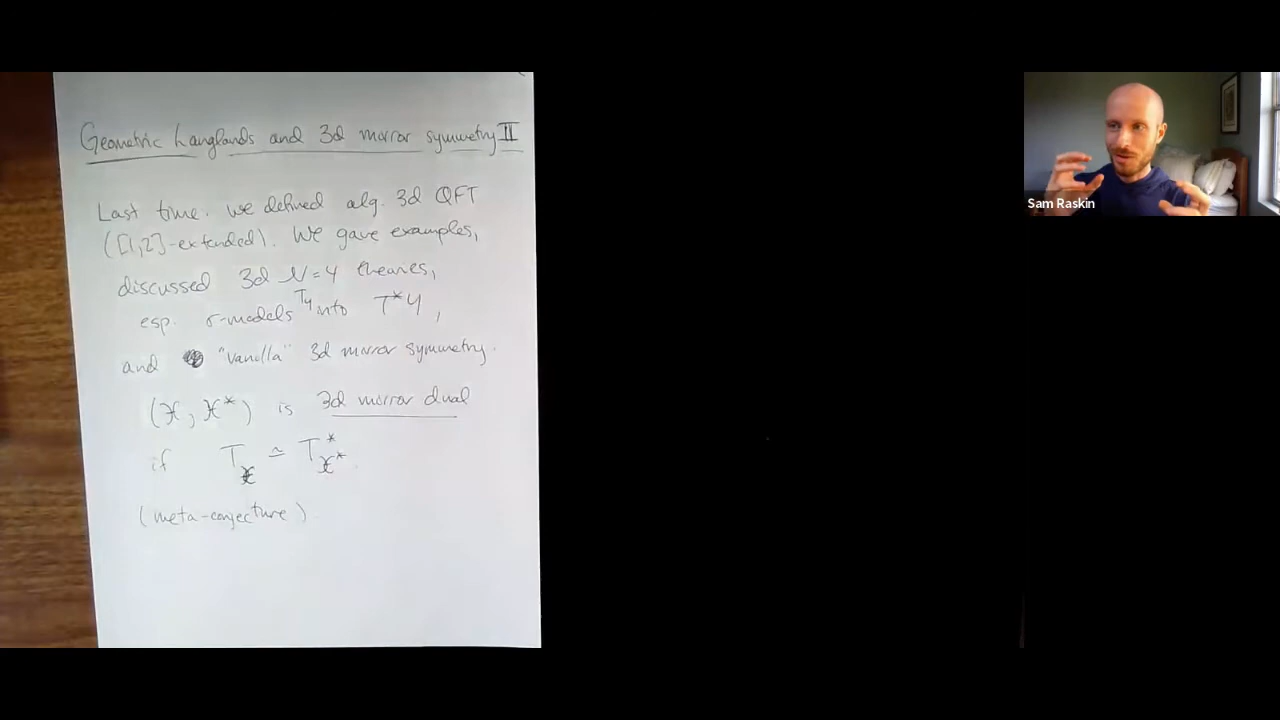 Geometric Langlands and 3d mirror symmetry II
Last time. we defined alg. 3d QFT
([1,2]-extended). We gave examples,
discussed 3d N=4 theories,
esp. σ-models T_Y into T*Y,
and "vanilla" 3d mirror symmetry.
(X, X*) is 3d mirror dual
if T_X ≃ T*_X*.
(meta-conjecture)
Sam Raskin